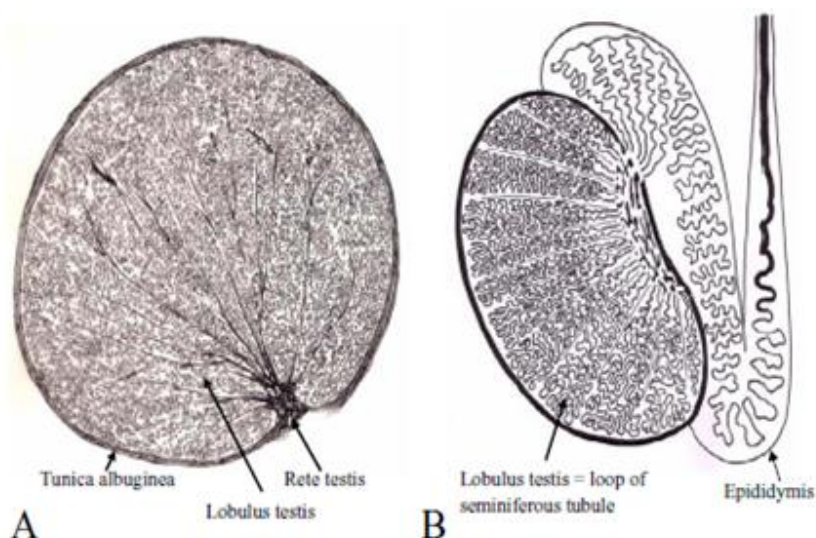 Tunica albuginea
Rete testis
Lobulus testis
A
Lobulus testis = loop of
seminiferous tubule
Epididymis
B